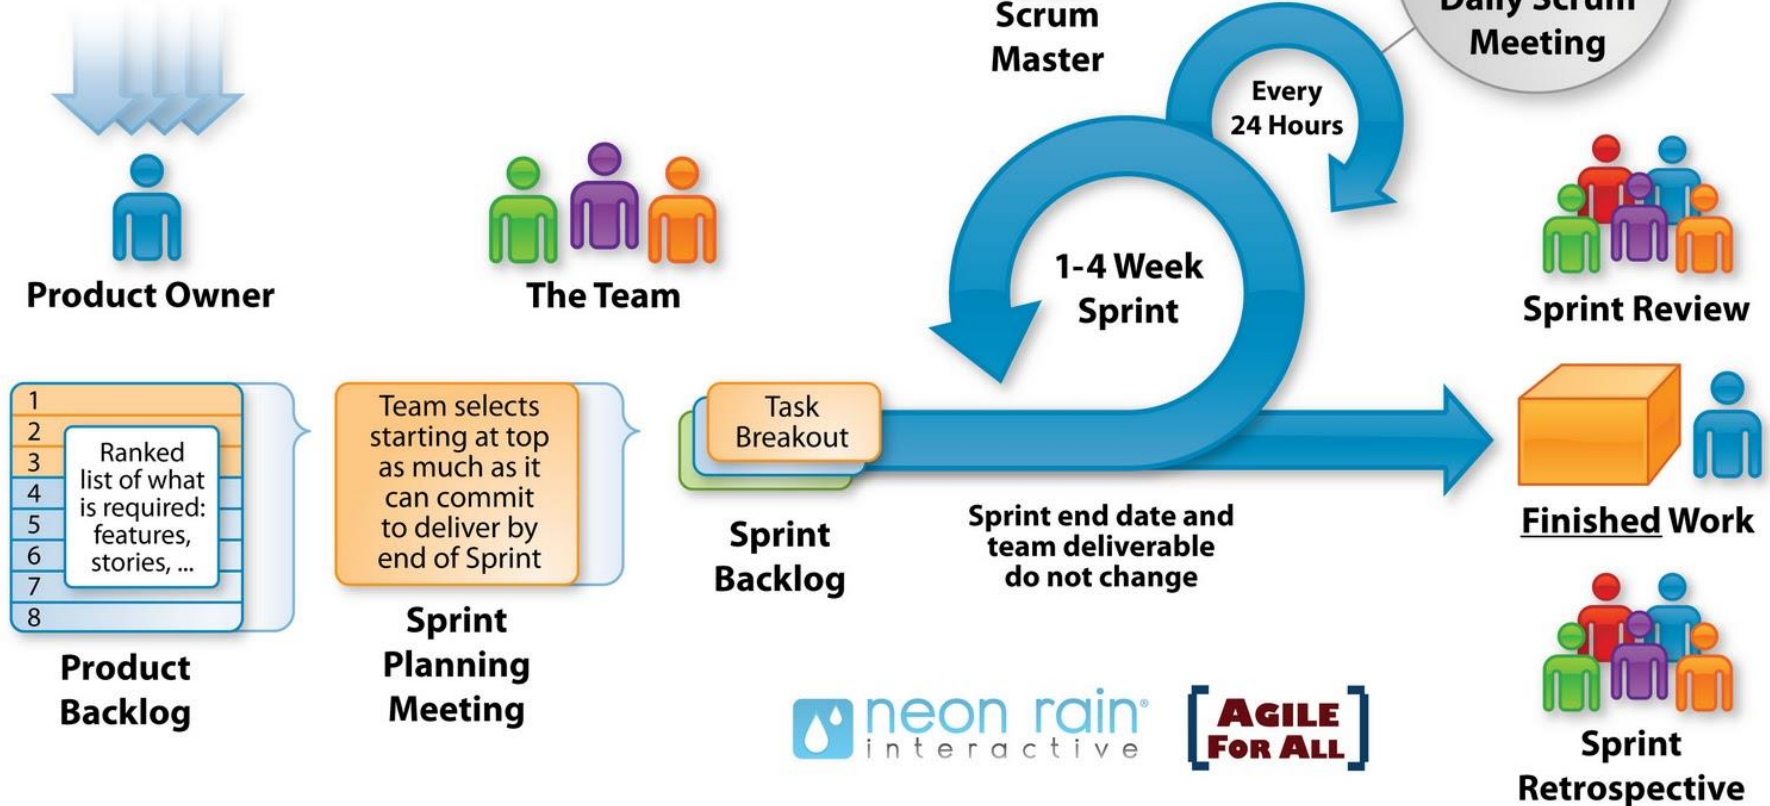 Scrum
Master
Daily Scrum
Meeting
Every
24 Hours
Product Owner
The Team
1-4 Week
Sprint
Sprint Review
1
2
3
4
5
6
7
8
Ranked
list of what
is required:
features,
stories, ...
Product
Backlog
Team selects
starting at top
as much as it
can commit
to deliver by
end of Sprint
Sprint
Planning
Meeting
Task
Breakout
Sprint
Backlog
Sprint end date and
team deliverable
do not change
Finished Work
Sprint
Retrospective
neon rain®
interactive
AGILE
FOR ALL